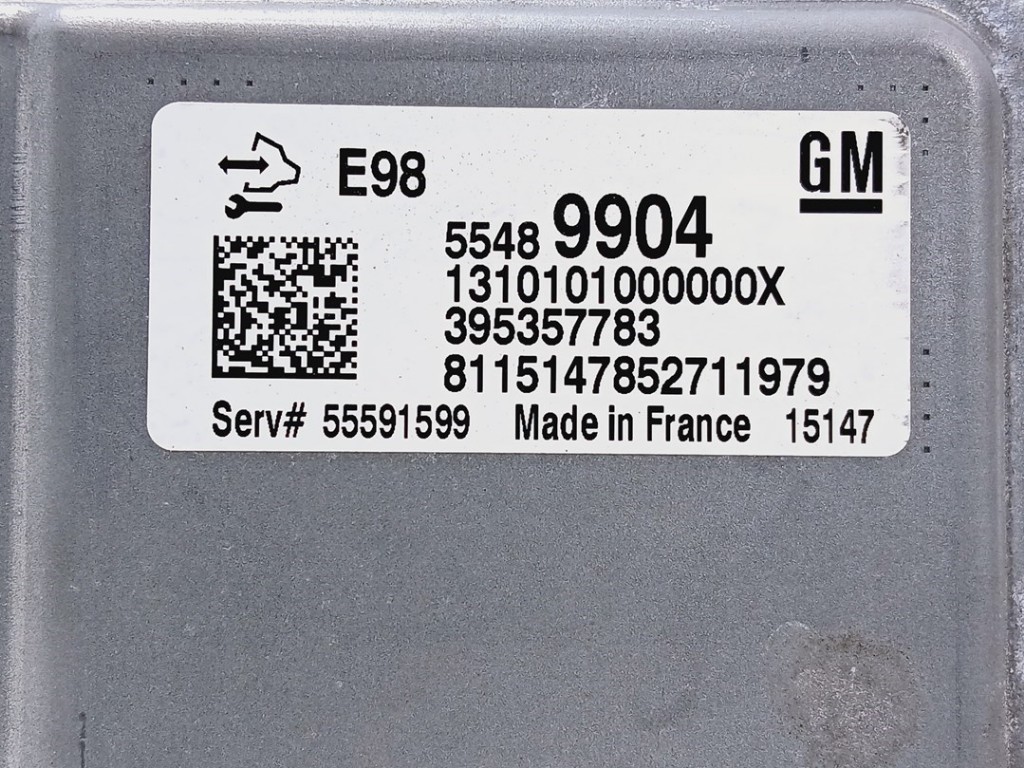 E98
GM
5548 9904
1310101000000X
395357783
8115147852711979
Serv# 55591599 Made in France 15147